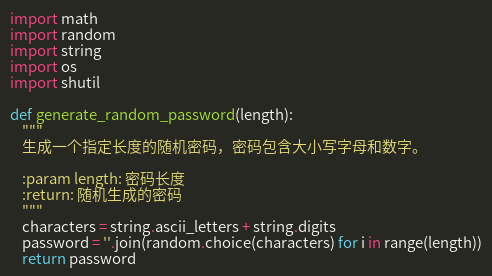 import math
import random
import string
import os
import shutil

def generate_random_password(length):
    """
    生成一个指定长度的随机密码，密码包含大小写字母和数字。

    :param length: 密码长度
    :return: 随机生成的密码
    """
    characters = string.ascii_letters + string.digits
    password = ''.join(random.choice(characters) for i in range(length))
    return password